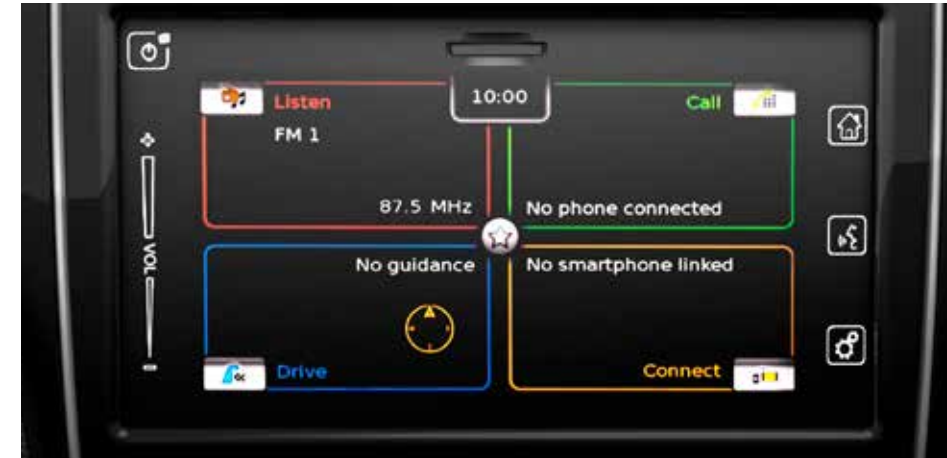 10:00
Listen
Call
FM 1
87.5 MHz
No phone connected
VOL
No guidance
No smartphone linked
Drive
Connect